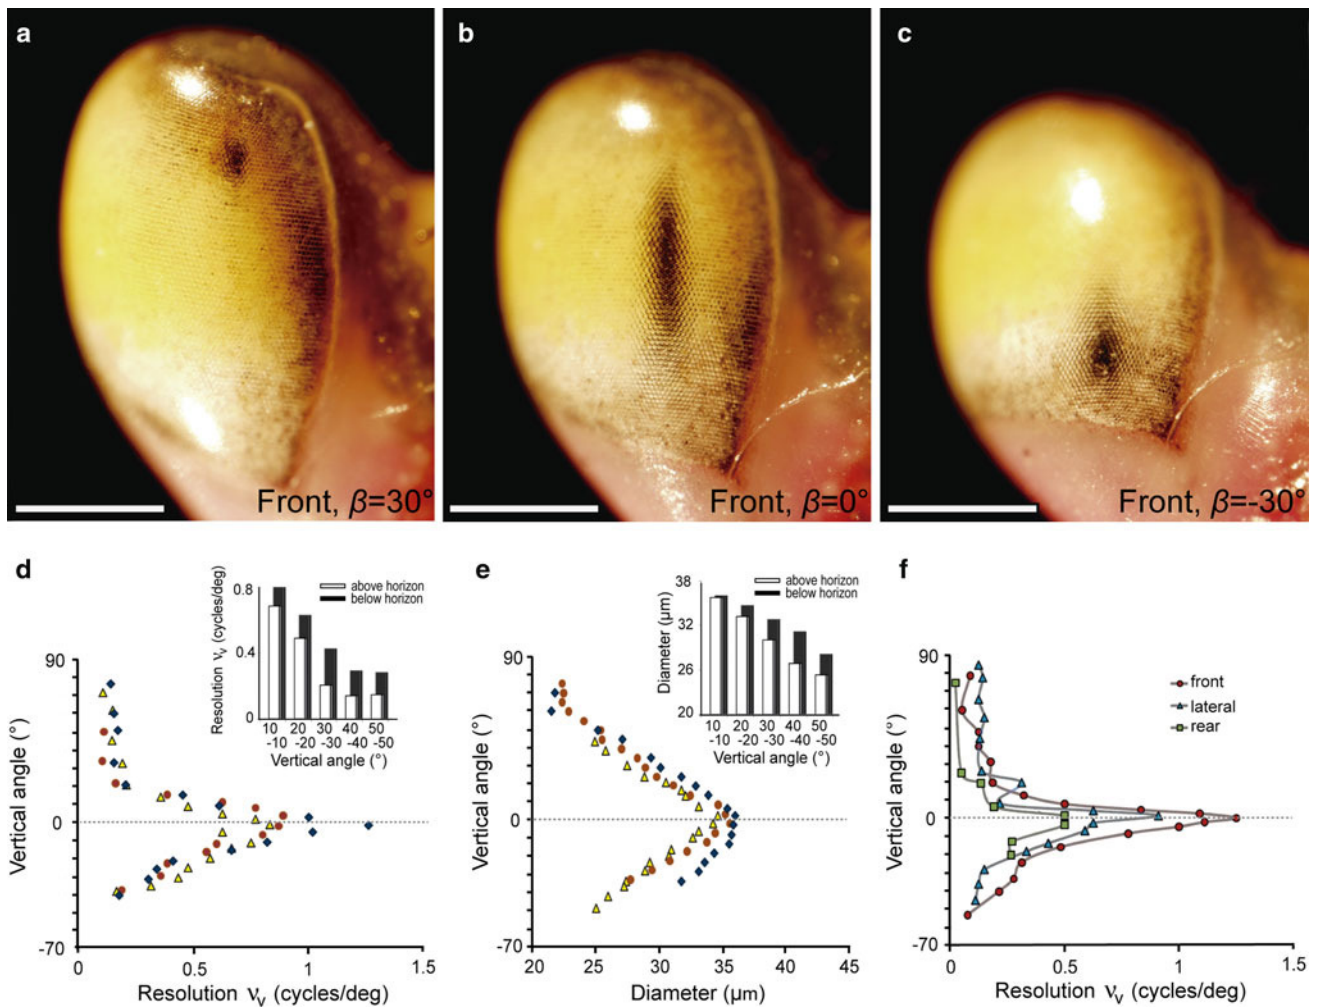 a
b
c
Front, β=30°
Front, β=0°
Front, β=-30°
d
0.8
0.4
0
Resolution νv (cycles/deg)
above horizon
below horizon
10 20 30 40 50
-10 -20 -30 -40 -50
Vertical angle (°)
90
0
-70
Vertical angle (°)
0 0.5 1 1.5
Resolution νv (cycles/deg)
e
38
32
26
20
Diameter (µm)
above horizon
below horizon
10 20 30 40 50
-10 -20 -30 -40 -50
Vertical angle (°)
90
0
-70
Vertical angle (°)
20 25 30 35 40 45
Diameter (µm)
f
front
lateral
rear
90
0
-70
Vertical angle (°)
0 0.5 1 1.5
Resolution νv (cycles/deg)